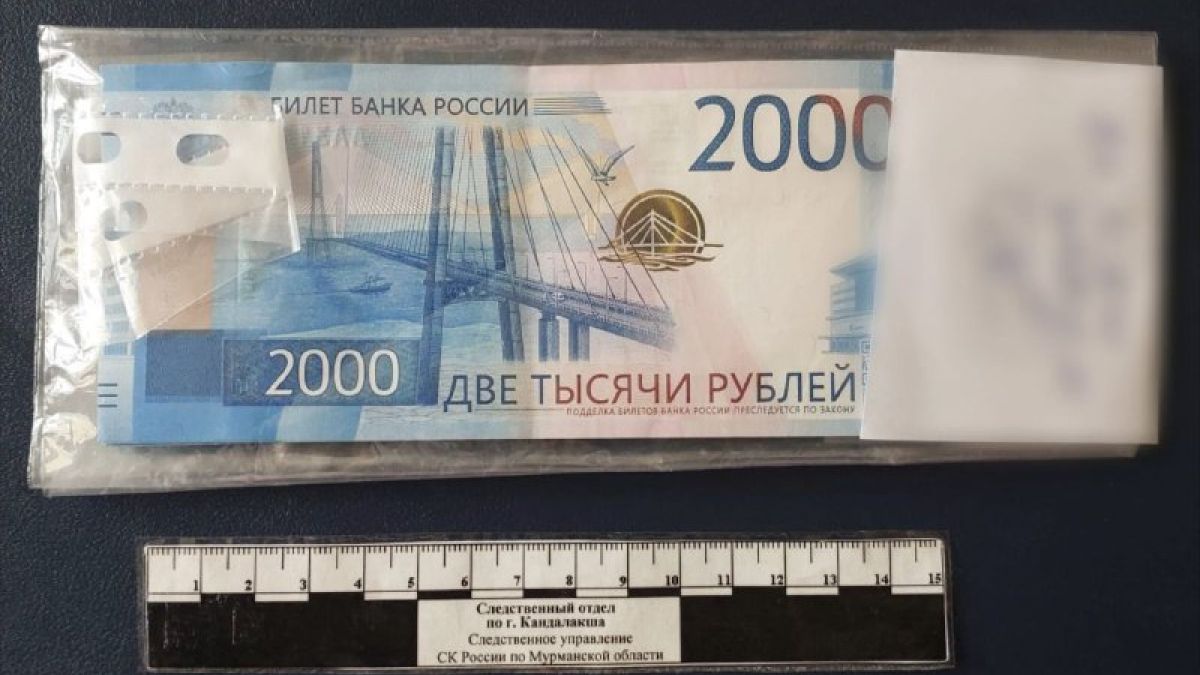 БИЛЕТ БАНКА РОССИИ
2000
2000
ДВЕ ТЫСЯЧИ РУБЛЕЙ
ПОДДЕЛКА БИЛЕТОВ БАНКА РОССИИ ПРЕСЛЕДУЕТСЯ ПО ЗАКОНУ
1 2 3 4 5 6 7 8 9 10 11 12 13 14 15
Следственный отдел
по г. Кандалакша
Следственное управление
СК России по Мурманской области